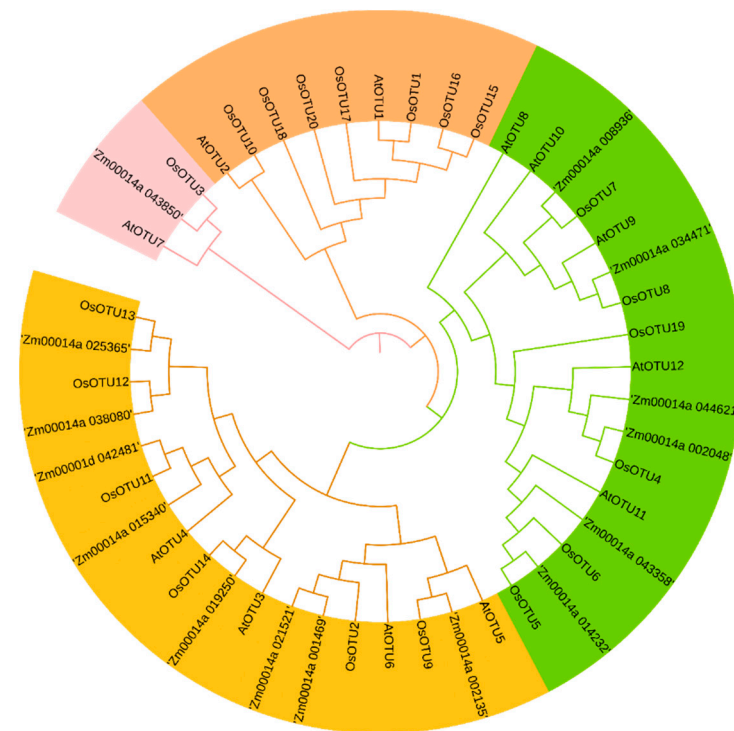 AtOTU7
'Zm00014a 043850'
OsOTU3
AtOTU2
OsOTU10
OsOTU18
OsOTU20
OsOTU17
AtOTU1
OsOTU1
OsOTU16
OsOTU15
AtOTU8
AtOTU10
'Zm00014a 008936'
OsOTU7
AtOTU9
'Zm00014a 034471'
OsOTU8
OsOTU19
AtOTU12
'Zm00014a 044621
'Zm00014a 002048'
OsOTU4
AtOTU11
'Zm00014a 043358'
OsOTU6
'Zm00014a 014232'
OsOTU5
AtOTU5
'Zm00014a 002135'
OsOTU9
AtOTU6
OsOTU2
'Zm00014a 001469'
'Zm00014a 021521'
AtOTU3
'Zm00014a 019250'
OsOTU14
AtOTU4
'Zm00014a 015340'
OsOTU11
'Zm00001d 042481'
'Zm00014a 038080'
OsOTU12
'Zm00014a 025365'
OsOTU13